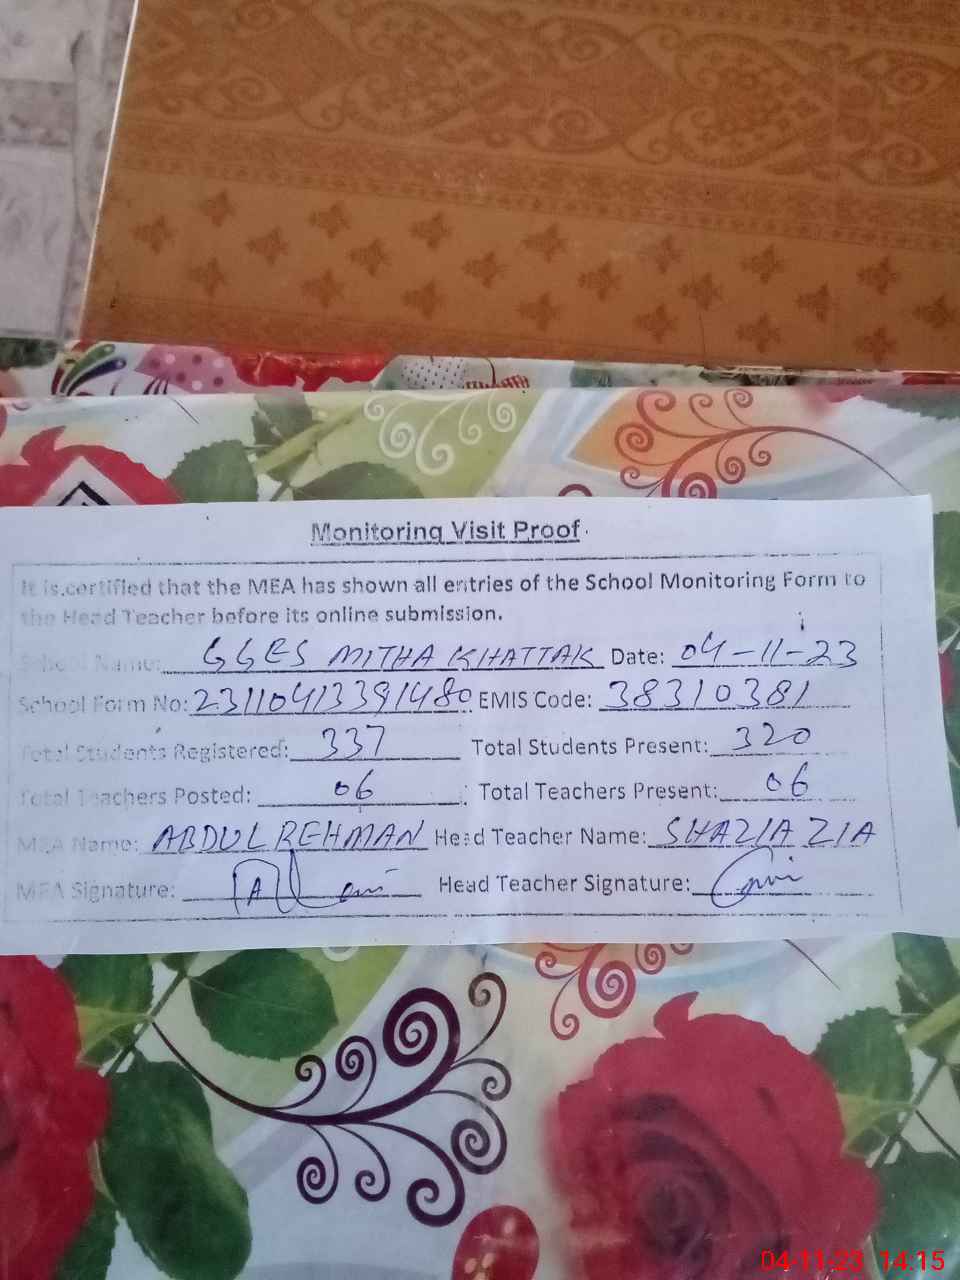 Monitoring Visit Proof
It is certified that the MEA has shown all entries of the School Monitoring Form to
the Head Teacher before its online submission.
School Name: GGES MITHA KHATTAK Date: 04-11-23
School Form No: 23110413391480 EMIS Code: 38310381
Total Students Registered: 337 Total Students Present: 320
Total Teachers Posted: 06 Total Teachers Present: 06
MEA Name: ABDUL REHMAN Head Teacher Name: SHAZIA ZIA
MEA Signature: Head Teacher Signature:
04-11-23 14:15